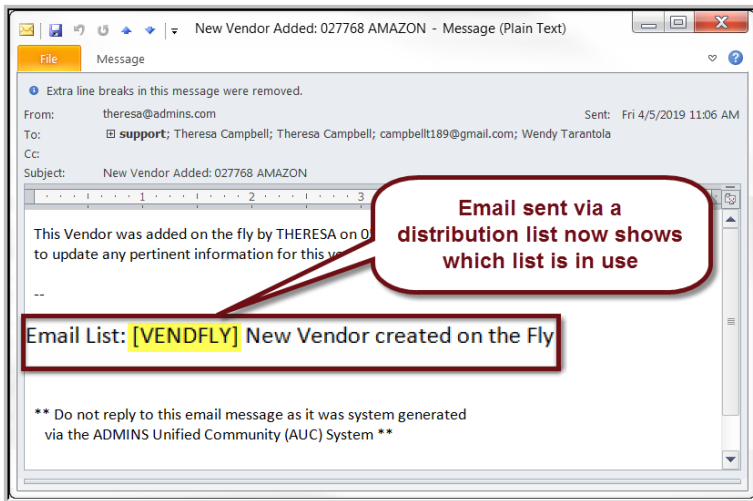 New Vendor Added: 027768 AMAZON - Message (Plain Text)
File Message
Extra line breaks in this message were removed.
From: theresa@admins.com Sent: Fri 4/5/2019 11:06 AM
To: support; Theresa Campbell; Theresa Campbell; campbellt189@gmail.com; Wendy Tarantola
Cc:
Subject: New Vendor Added: 027768 AMAZON
1 2 3
Email sent via a
distribution list now shows
which list is in use
This Vendor was added on the fly by THERESA on
to update any pertinent information for this
--
Email List: [VENDFLY] New Vendor created on the Fly
** Do not reply to this email message as it was system generated
via the ADMINS Unified Community (AUC) System **